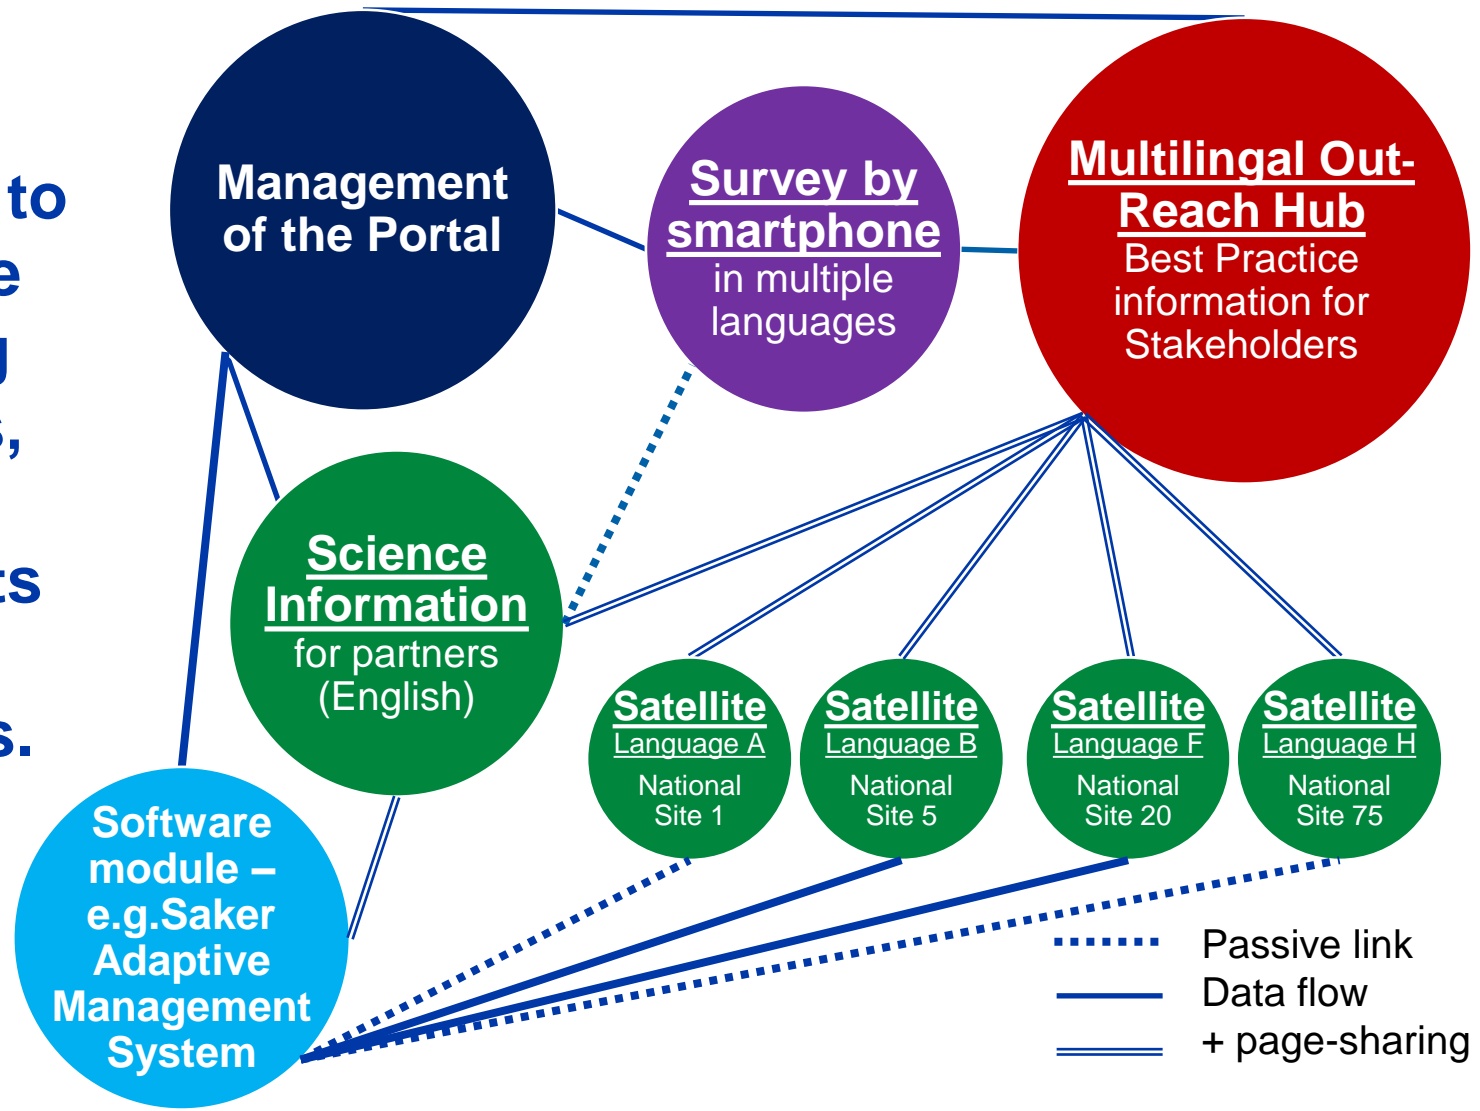 to
e
g
s,
ts
s.
Management
of the Portal
Survey by
smartphone
in multiple
languages
Multilingal Out-
Reach Hub
Best Practice
information for
Stakeholders
Science
Information
for partners
(English)
Satellite
Language A
National
Site 1
Satellite
Language B
National
Site 5
Satellite
Language F
National
Site 20
Satellite
Language H
National
Site 75
Software
module –
e.g.Saker
Adaptive
Management
System
Passive link
Data flow
+ page-sharing